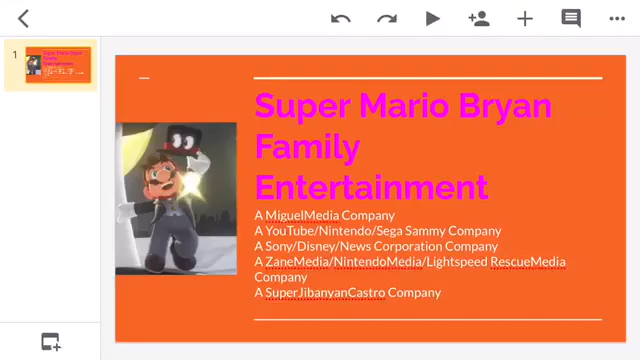 1
Super Mario Bryan
Family
Entertainment
A MiguelMedia Company
A YouTube/Nintendo/Sega Sammy Company
A Sony/Disney/News Corporation Company
A ZaneMedia/NintendoMedia/Lightspeed RescueMedia
Company
A SuperJibanyanCastro Company